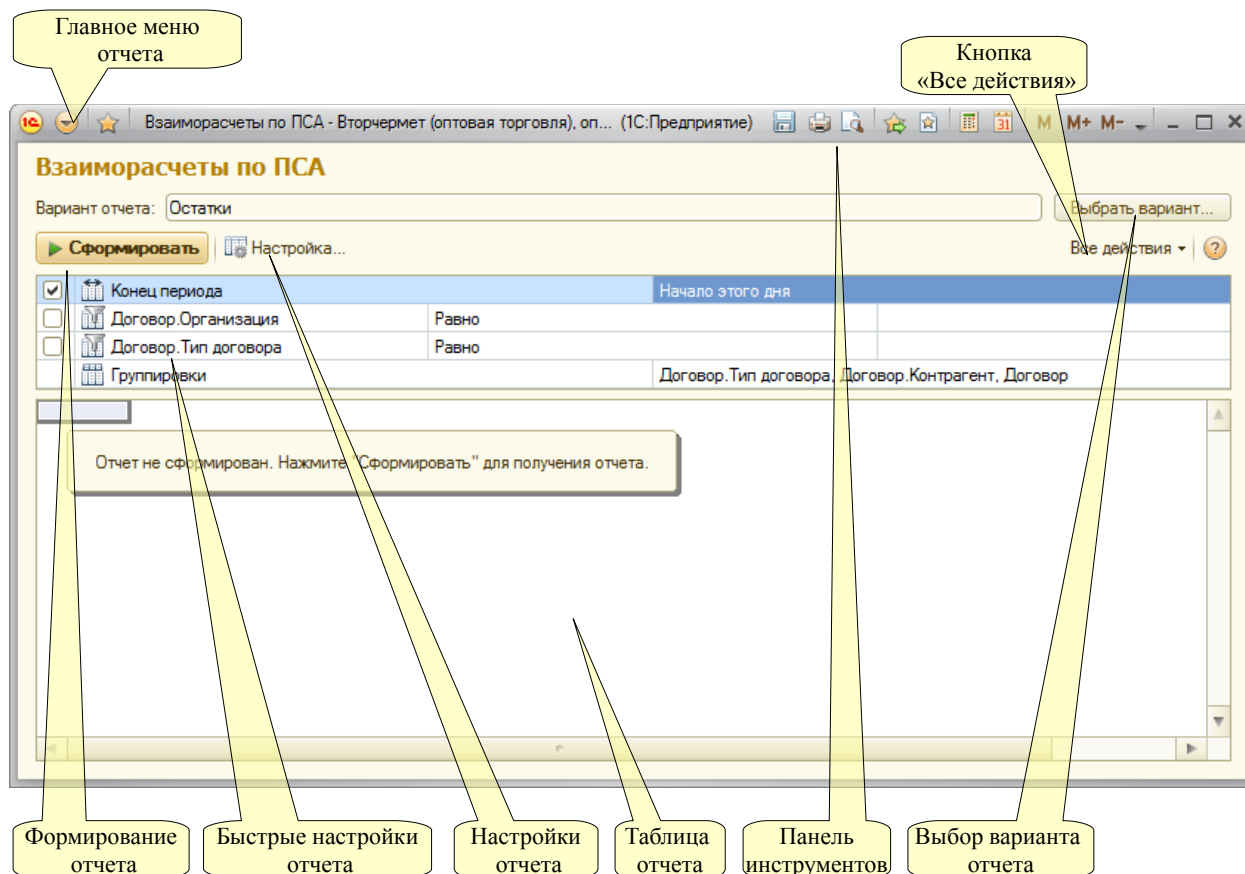 Главное меню
отчета
Кнопка
«Все действия»
1С Взаиморасчеты по ПСА - Вторчермет (оптовая торговля), оп... (1С:Предприятие) 31 M M+ M-
Взаиморасчеты по ПСА
Вариант отчета: Остатки Выбрать вариант...
Сформировать Настройка... Все действия ?
Конец периода Начало этого дня
Договор.Организация Равно
Договор.Тип договора Равно
Группировки Договор.Тип договора, Договор.Контрагент, Договор
Отчет не сформирован. Нажмите "Сформировать" для получения отчета.
Формирование
отчета
Быстрые настройки
отчета
Настройки
отчета
Таблица
отчета
Панель
инструментов
Выбор варианта
отчета